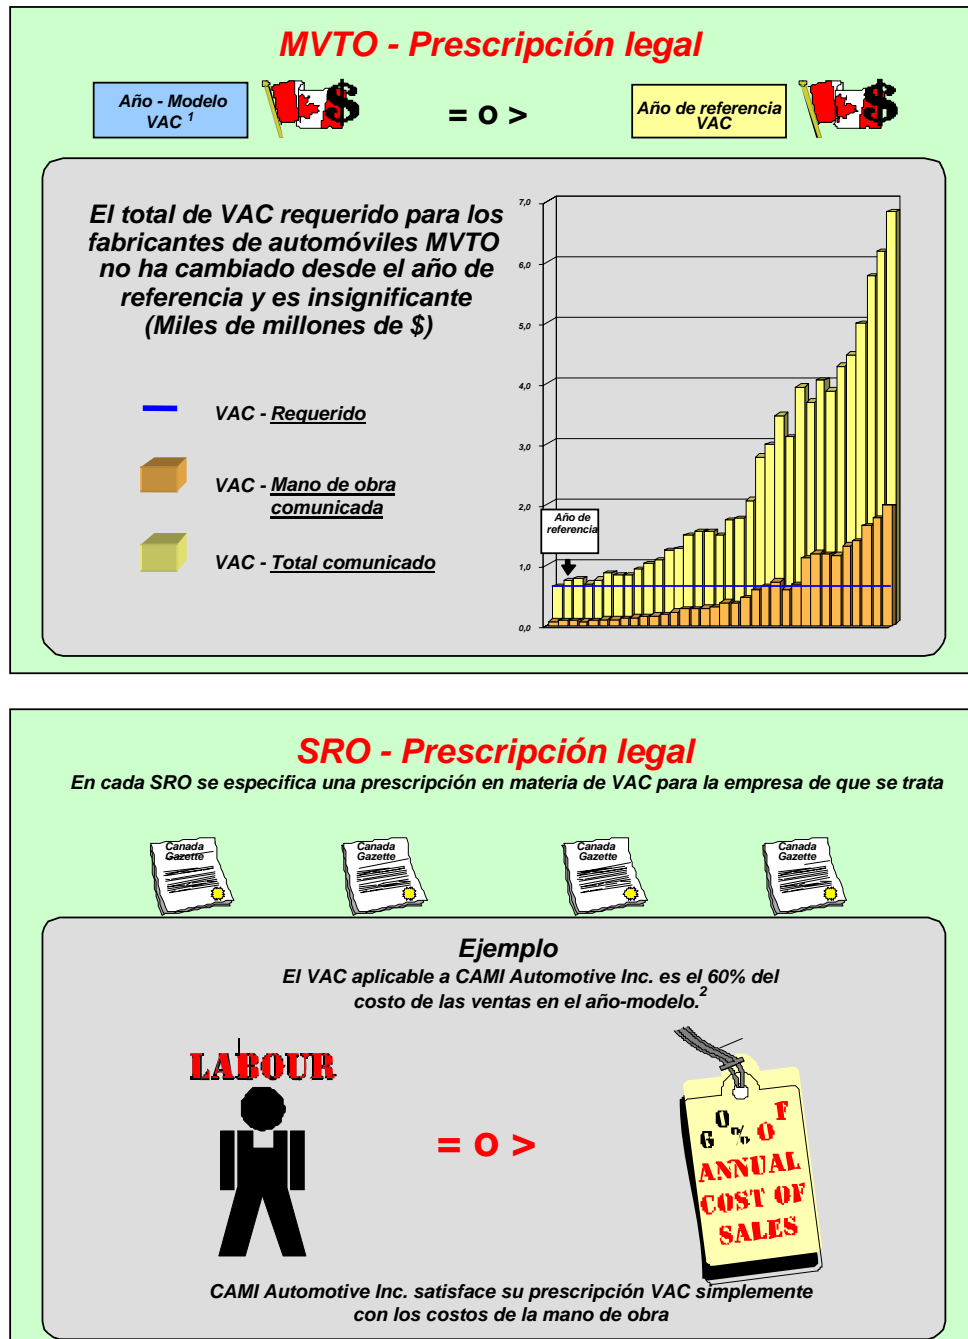 MVTO - Prescripción legal
Año - Modelo
VAC 1
$
= o >
Año de referencia
VAC
$
El total de VAC requerido para los
fabricantes de automóviles MVTO
no ha cambiado desde el año de
referencia y es insignificante
(Miles de millones de $)
VAC - Requerido
VAC - Mano de obra
comunicada
VAC - Total comunicado
7,0
6,0
5,0
4,0
3,0
2,0
1,0
0,0
Año de
referencia
SRO - Prescripción legal
En cada SRO se especifica una prescripción en materia de VAC para la empresa de que se trata
Canada
Gazette
Canada
Gazette
Canada
Gazette
Canada
Gazette
Ejemplo
El VAC aplicable a CAMI Automotive Inc. es el 60% del
costo de las ventas en el año-modelo.2
LABOUR
= o >
60% OF
ANNUAL
COST OF
SALES
CAMI Automotive Inc. satisface su prescripción VAC simplemente
con los costos de la mano de obra